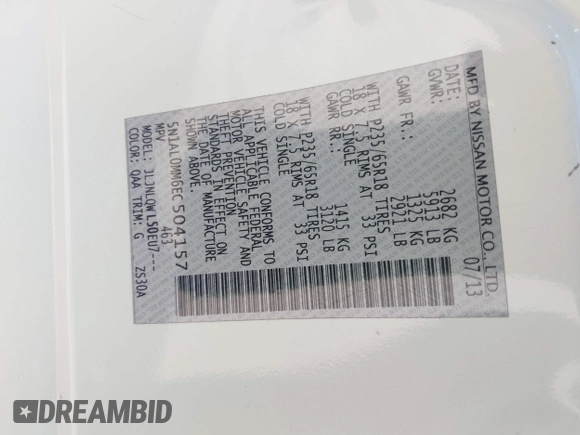 MFD BY NISSAN MOTOR CO., LTD.
DATE: 07/13
GVWR: 2682 KG
5913 LB
GAWR FR.: 1325 KG
2921 LB
WITH P235/65R18 TIRES
18 X 7.5 RIMS AT 33 PSI
COLD SINGLE
GAWR RR.: 1415 KG
3120 LB
WITH P235/65R18 TIRES
18 X 7.5 RIMS AT 33 PSI
COLD SINGLE
THIS VEHICLE CONFORMS TO
ALL APPLICABLE FEDERAL
MOTOR VEHICLE SAFETY AND
THEFT PREVENTION
STANDARDS IN EFFECT ON
THE DATE OF MANUFACTURE
SHOWN ABOVE.
5N1AL0MN6EC504157
MPV 463
MODEL: 3L3NLQWL50EU7---
COLOR: QAA TRIM: G ZS30A
DREAMBID